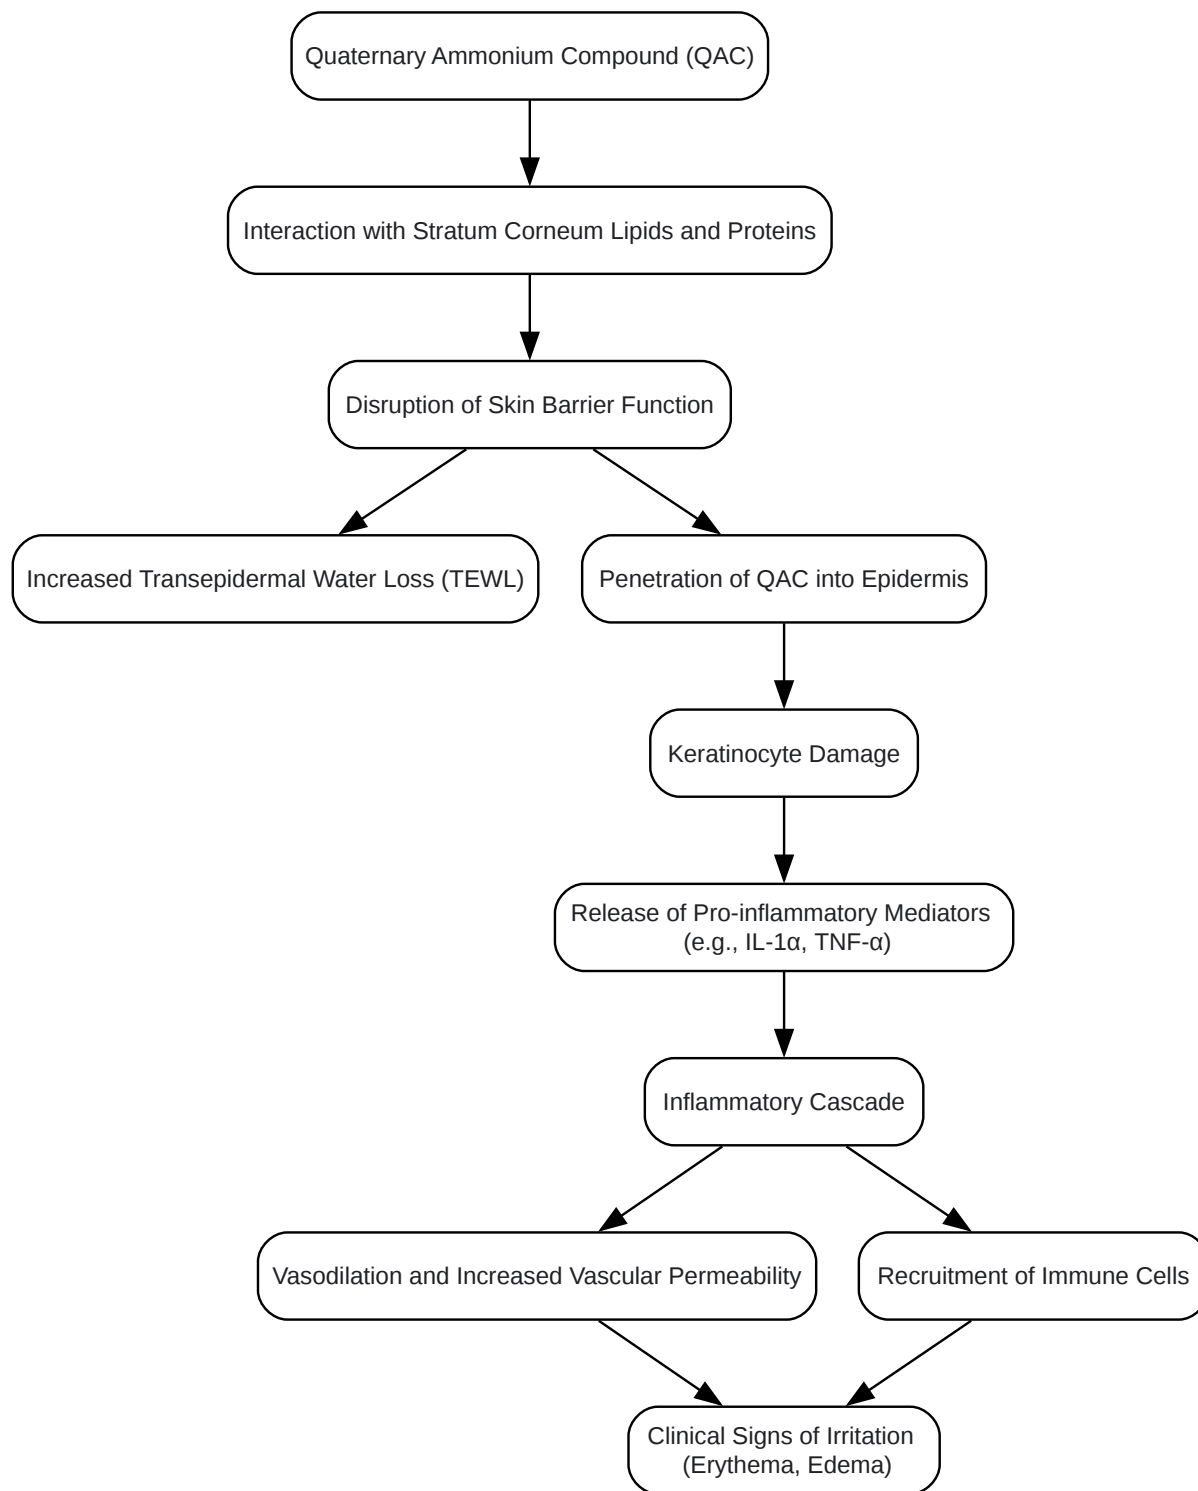 Quaternary Ammonium Compound (QAC)
Interaction with Stratum Corneum Lipids and Proteins
Disruption of Skin Barrier Function
Increased Transepidermal Water Loss (TEWL)
Penetration of QAC into Epidermis
Keratinocyte Damage
Release of Pro-inflammatory Mediators
(e.g., IL-1α, TNF-α)
Inflammatory Cascade
Vasodilation and Increased Vascular Permeability
Recruitment of Immune Cells
Clinical Signs of Irritation
(Erythema, Edema)